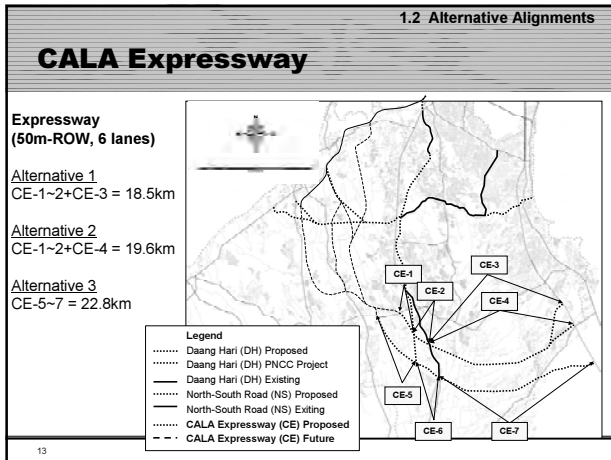 1.2 Alternative Alignments
CALA Expressway
Expressway
(50m-ROW, 6 lanes)
Alternative 1
CE-1~2+CE-3 = 18.5km
Alternative 2
CE-1~2+CE-4 = 19.6km
Alternative 3
CE-5~7 = 22.8km
CE-1
CE-2
CE-3
CE-4
CE-5
CE-6
CE-7
Legend
Daang Hari (DH) Proposed
Daang Hari (DH) PNCC Project
Daang Hari (DH) Existing
North-South Road (NS) Proposed
North-South Road (NS) Exiting
CALA Expressway (CE) Proposed
CALA Expressway (CE) Future
13